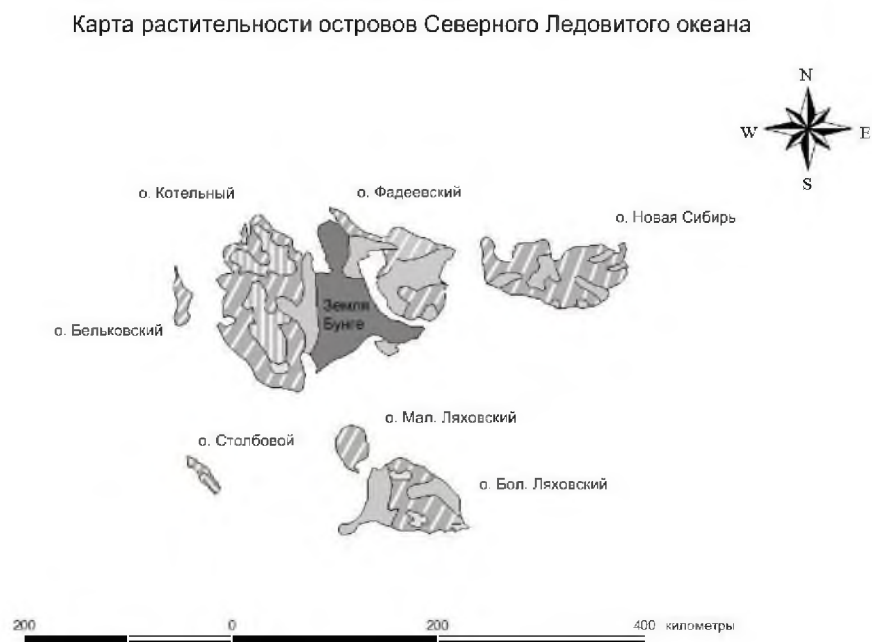 Карта растительности островов Северного Ледовитого океана
N
W E
S
о. Котельный
о. Фадеевский
о. Новая Сибирь
Земля
Бунге
о. Бельковский
о. Мал. Ляховский
о. Столбовой
о. Бол. Ляховский
200 0 200 400 километры